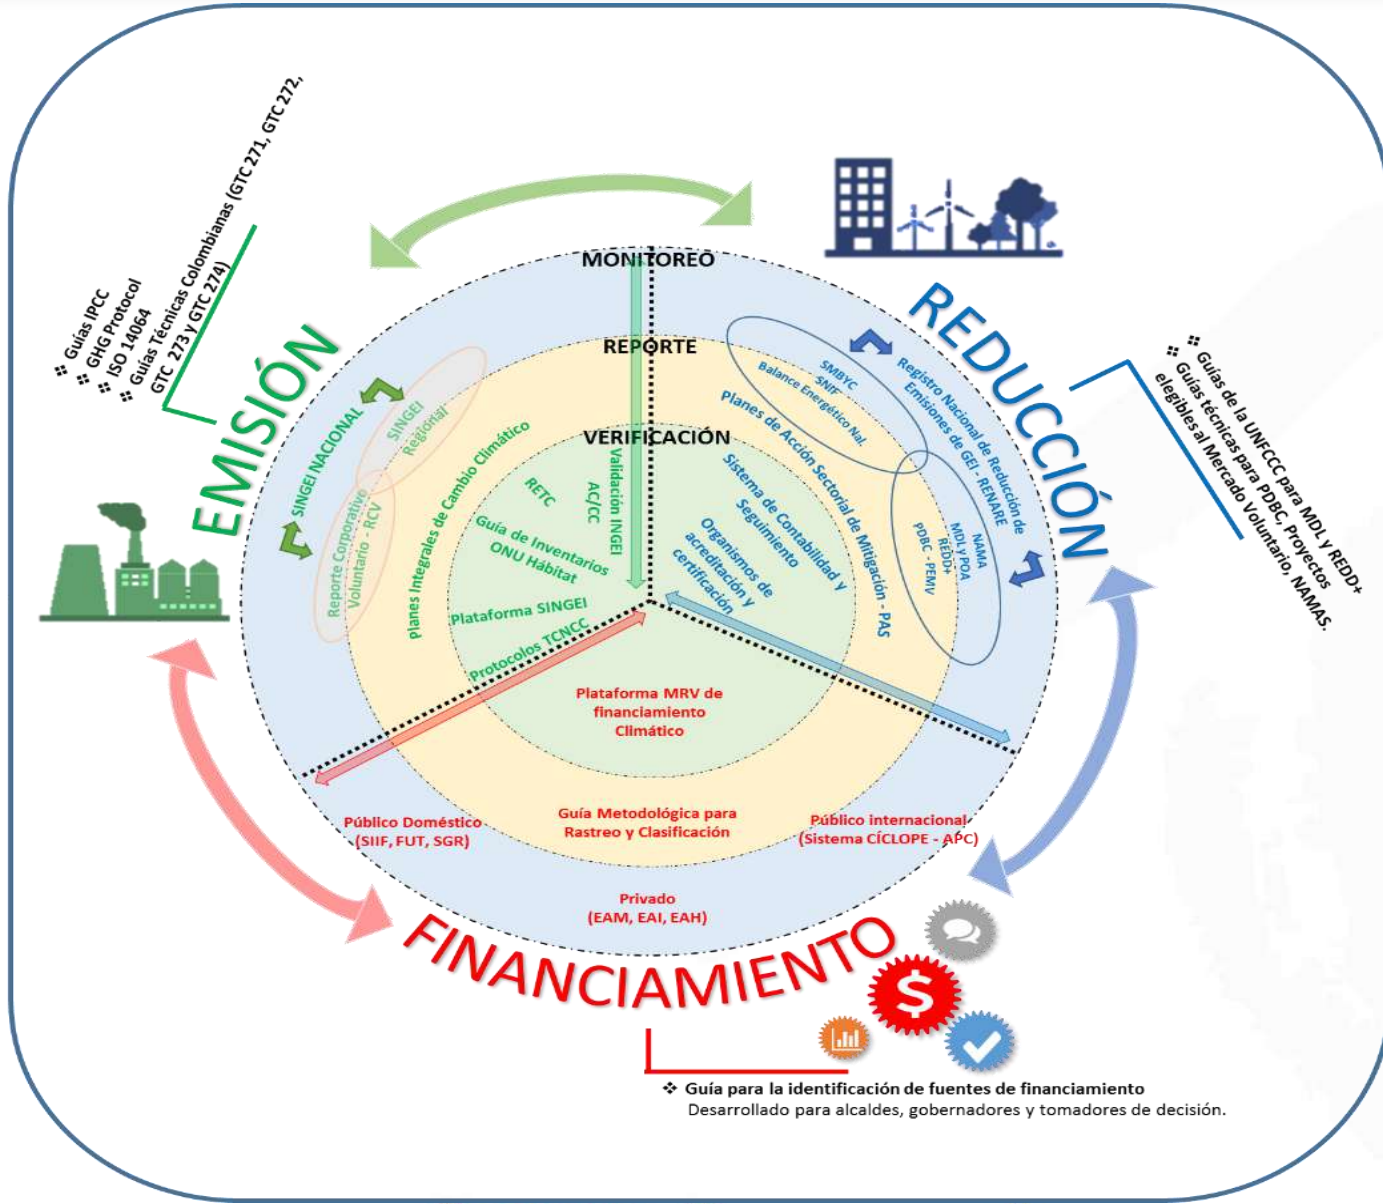 Guías IPCC
GHG Protocol
ISO 14064
Guías Técnicas Colombianas (GTC 271, GTC 272,
GTC 273 y GTC 274)
EMISIÓN
REDUCCIÓN
Guías de la UNFCCC para MDL y REDD+
Guías técnicas para PDBC, Proyectos
elegibles al Mercado Voluntario, NAMAS.
MONITOREO
REPORTE
VERIFICACIÓN
SINGEI NACIONAL
SINGEI
Regional
Reporte Corporativo
Voluntario - RCV
Planes Integrales de Cambio Climático
RETC
AC/CC
Validación INGEI
Guía de Inventarios
ONU Hábitat
Plataforma SINGEI
Protocolos TCNCC
SMBYC
SNIF
Balance Energético Nal.
Registro Nacional de Reducción de
Emisiones de GEI - RENARE
Planes de Acción Sectorial de Mitigación - PAS
NAMA
MDL y POA
REDD+
PDBC - PEMV
Sistema de Contabilidad y
Seguimiento
Organismos de
acreditación y
certificación
Plataforma MRV de
financiamiento
Climático
Guía Metodológica para
Rastreo y Clasificación
Público Doméstico
(SIIF, FUT, SGR)
Público internacional
(Sistema CÍCLOPE - APC)
Privado
(EAM, EAI, EAH)
FINANCIAMIENTO
$
Guía para la identificación de fuentes de financiamiento
Desarrollado para alcaldes, gobernadores y tomadores de decisión.